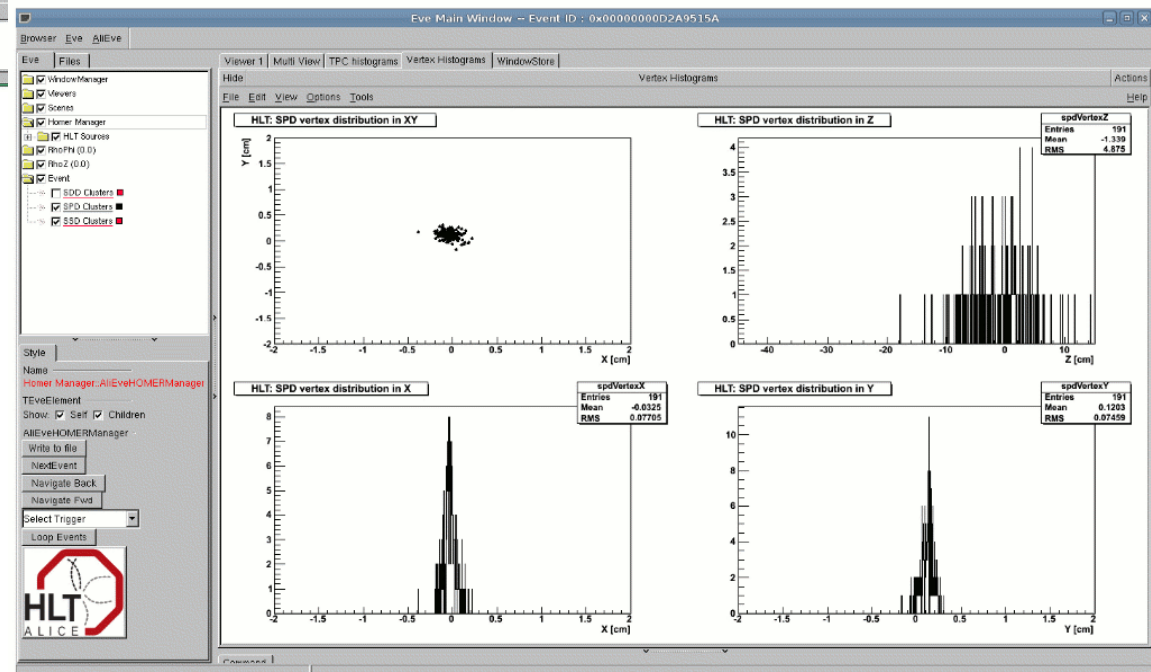 Eve Main Window -- Event ID : 0x00000000D2A9515A
Browser Eve AliEve
Eve Files
WindowManager
Viewers
Scenes
Homer Manager
HLT Sources
RhoPhi (0.0)
RhoZ (0.0)
Event
SDD Clusters
SPD Clusters
SSD Clusters
Style
Name
Homer Manager::AliEveHOMERManager
TEveElement
Show: Self Children
AliEveHOMERManager
Write to file
NextEvent
Navigate Back
Navigate Fwd
Select Trigger
Loop Events
HLT
ALICE
Viewer 1 Multi View TPC histograms Vertex Histograms WindowStore
Hide Vertex Histograms Actions
File Edit View Options Tools Help
HLT: SPD vertex distribution in XY
Y [cm]
2
1.5
1
0.5
0
-0.5
-1
-1.5
-2
-2 -1.5 -1 -0.5 0 0.5 1 1.5 2
X [cm]
HLT: SPD vertex distribution in Z
spdVertexZ
Entries 191
Mean -1.339
RMS 4.875
4
3.5
3
2.5
2
1.5
1
0.5
0
-40 -30 -20 -10 0 10
Z [cm]
HLT: SPD vertex distribution in X
spdVertexX
Entries 191
Mean -0.0325
RMS 0.07705
8
7
6
5
4
3
2
1
0
-2 -1.5 -1 -0.5 0 0.5 1 1.5 2
X [cm]
HLT: SPD vertex distribution in Y
spdVertexY
Entries 191
Mean 0.1203
RMS 0.07459
10
8
6
4
2
0
-2 -1.5 -1 -0.5 0 0.5 1 1.5 2
Y [cm]
Command